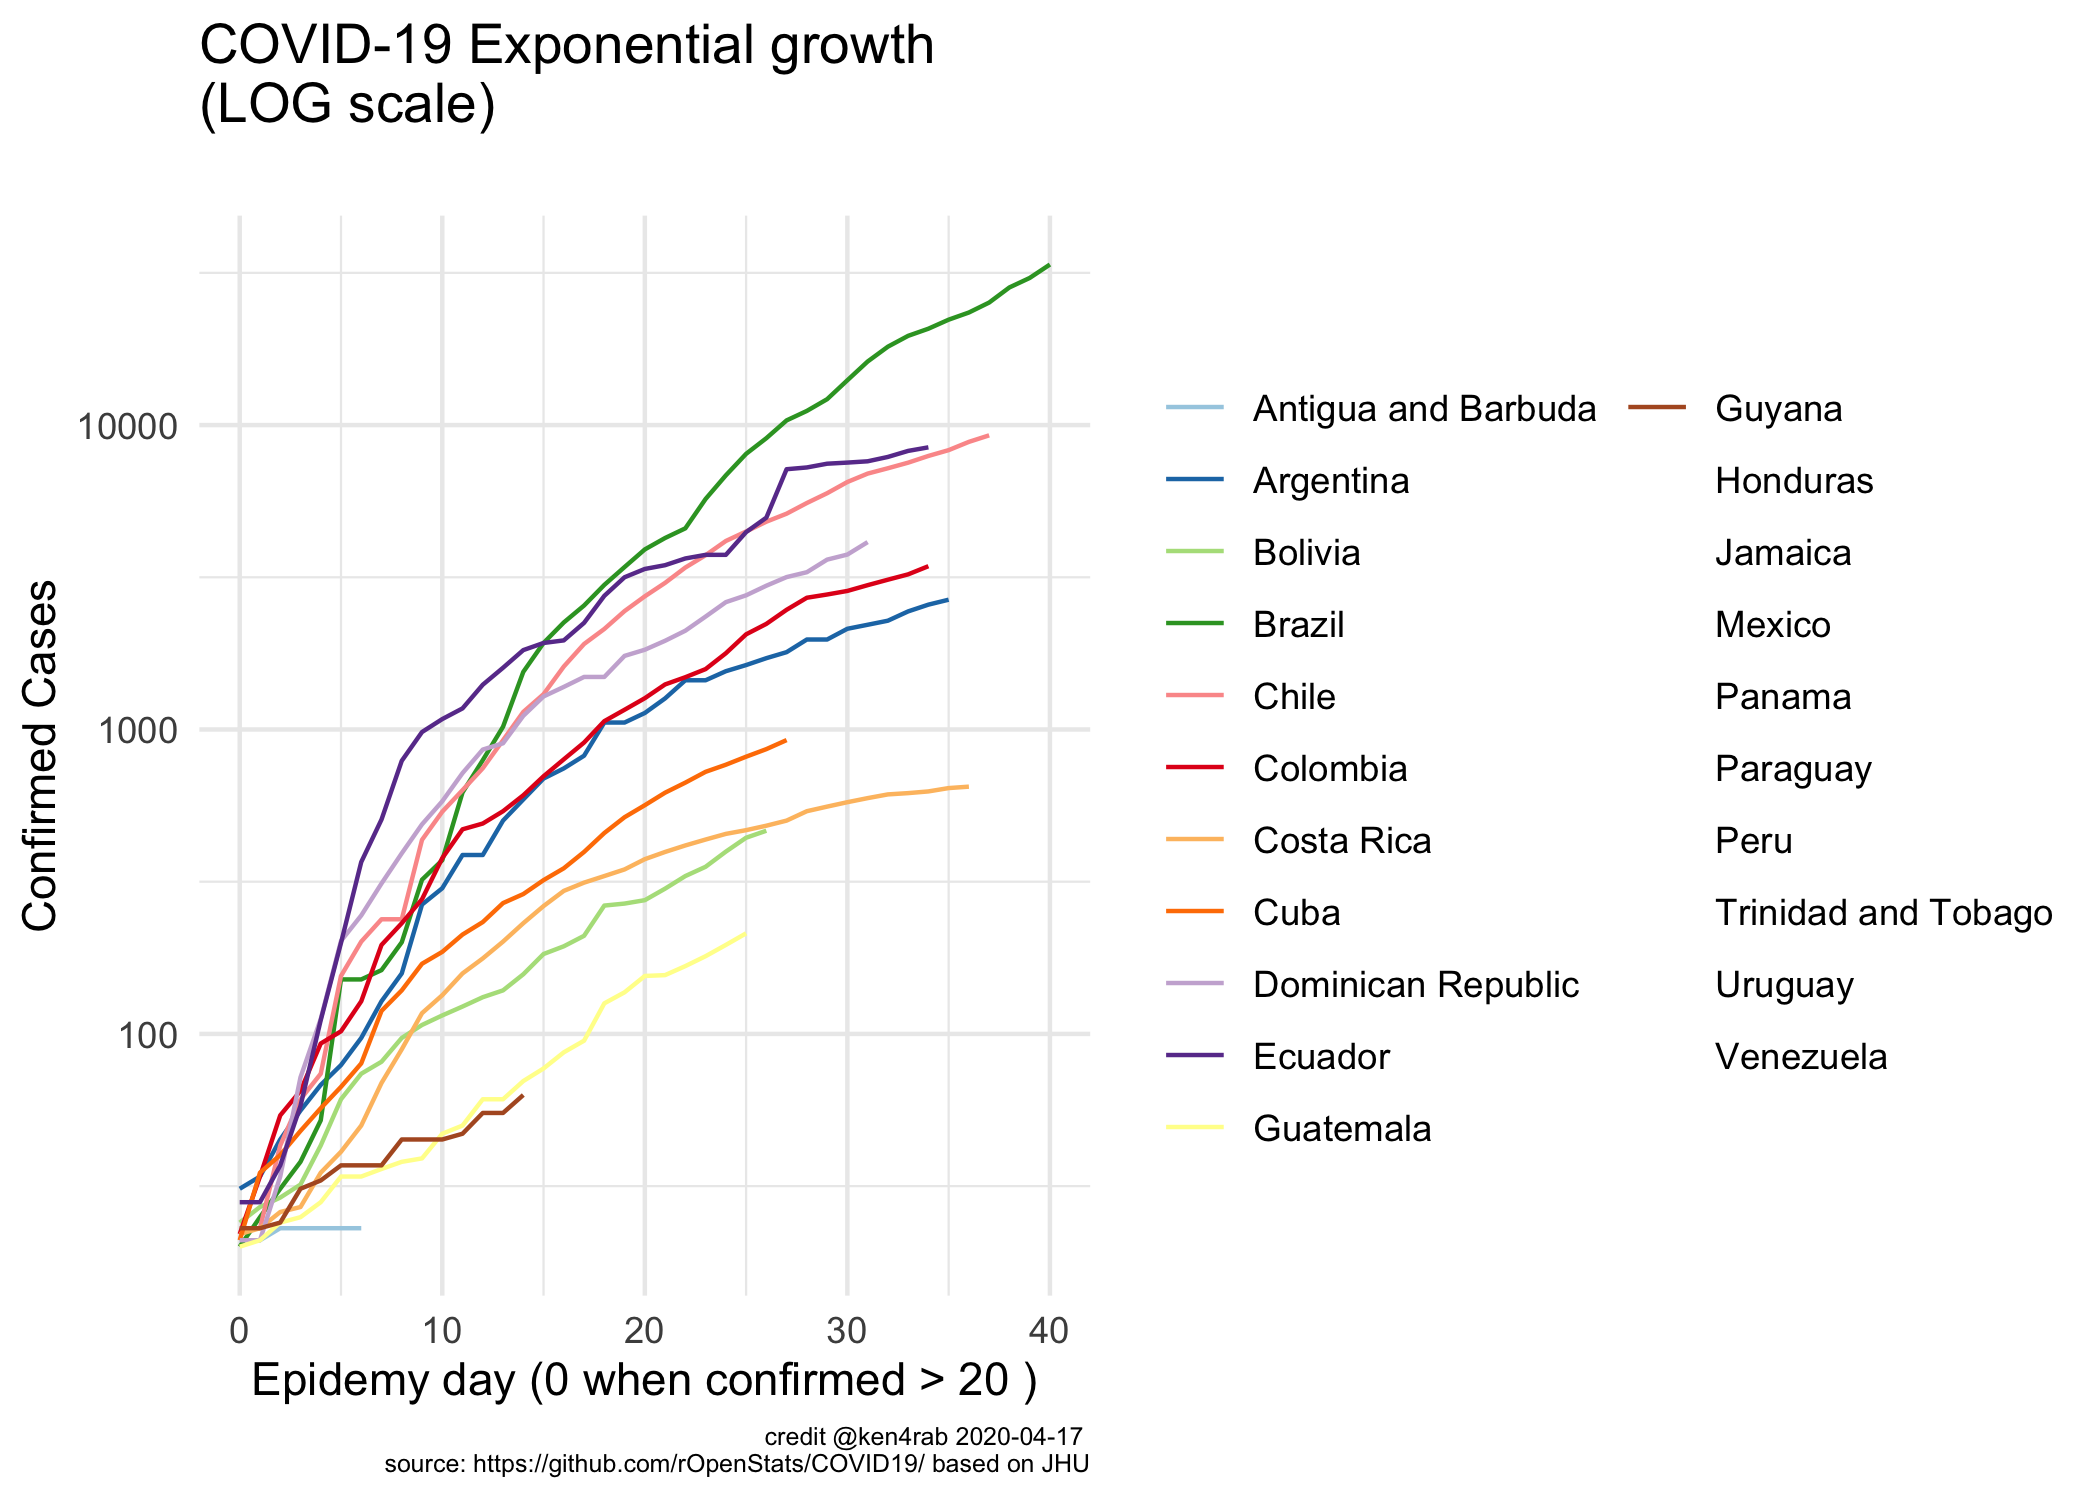 COVID-19 Exponential growth
(LOG scale)
Confirmed Cases
10000
1000
100
0 10 20 30 40
Epidemy day (0 when confirmed > 20 )
Antigua and Barbuda
Argentina
Bolivia
Brazil
Chile
Colombia
Costa Rica
Cuba
Dominican Republic
Ecuador
Guatemala
Guyana
Honduras
Jamaica
Mexico
Panama
Paraguay
Peru
Trinidad and Tobago
Uruguay
Venezuela
credit @ken4rab 2020-04-17
source: https://github.com/rOpenStats/COVID19/ based on JHU